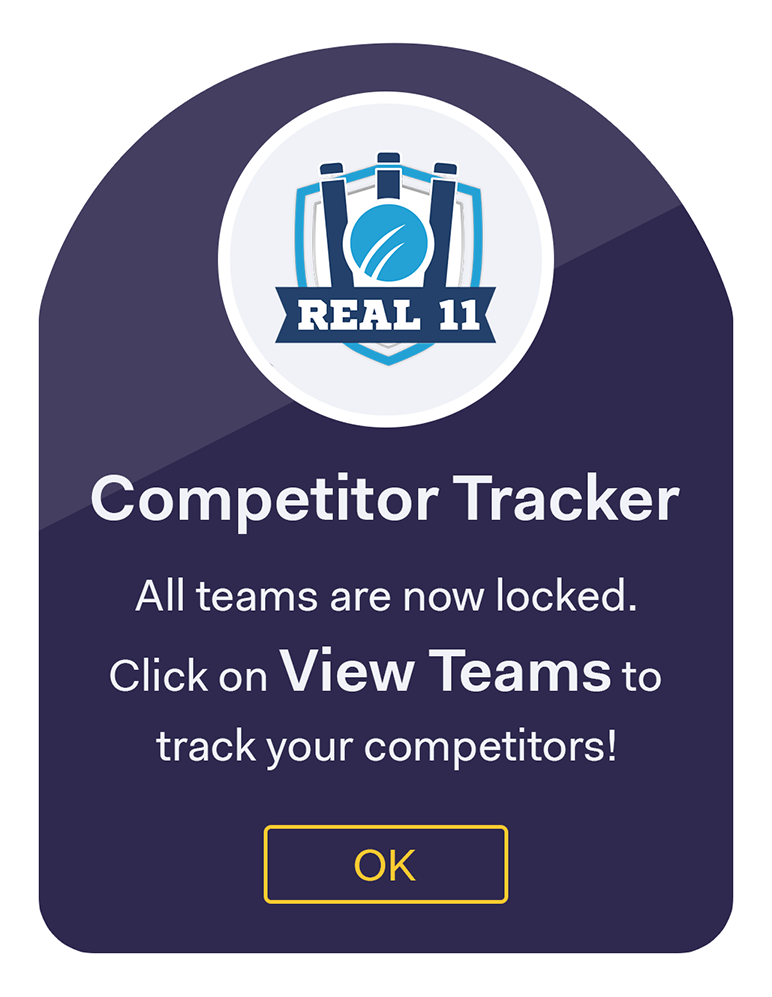 REAL 11
Competitor Tracker
All teams are now locked.
Click on View Teams to
track your competitors!
OK